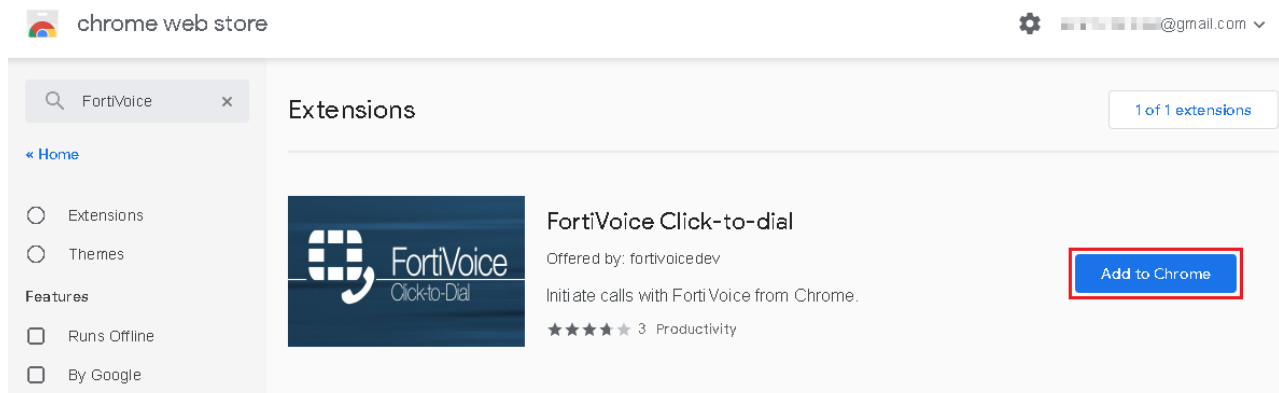 chrome web store
@gmail.com
FortiVoice
« Home
Extensions
Themes
Features
Runs Offline
By Google
Extensions
1 of 1 extensions
FortiVoice
Click-to-Dial
FortiVoice Click-to-dial
Offered by: fortivoicedev
Initiate calls with FortiVoice from Chrome.
3 Productivity
Add to Chrome